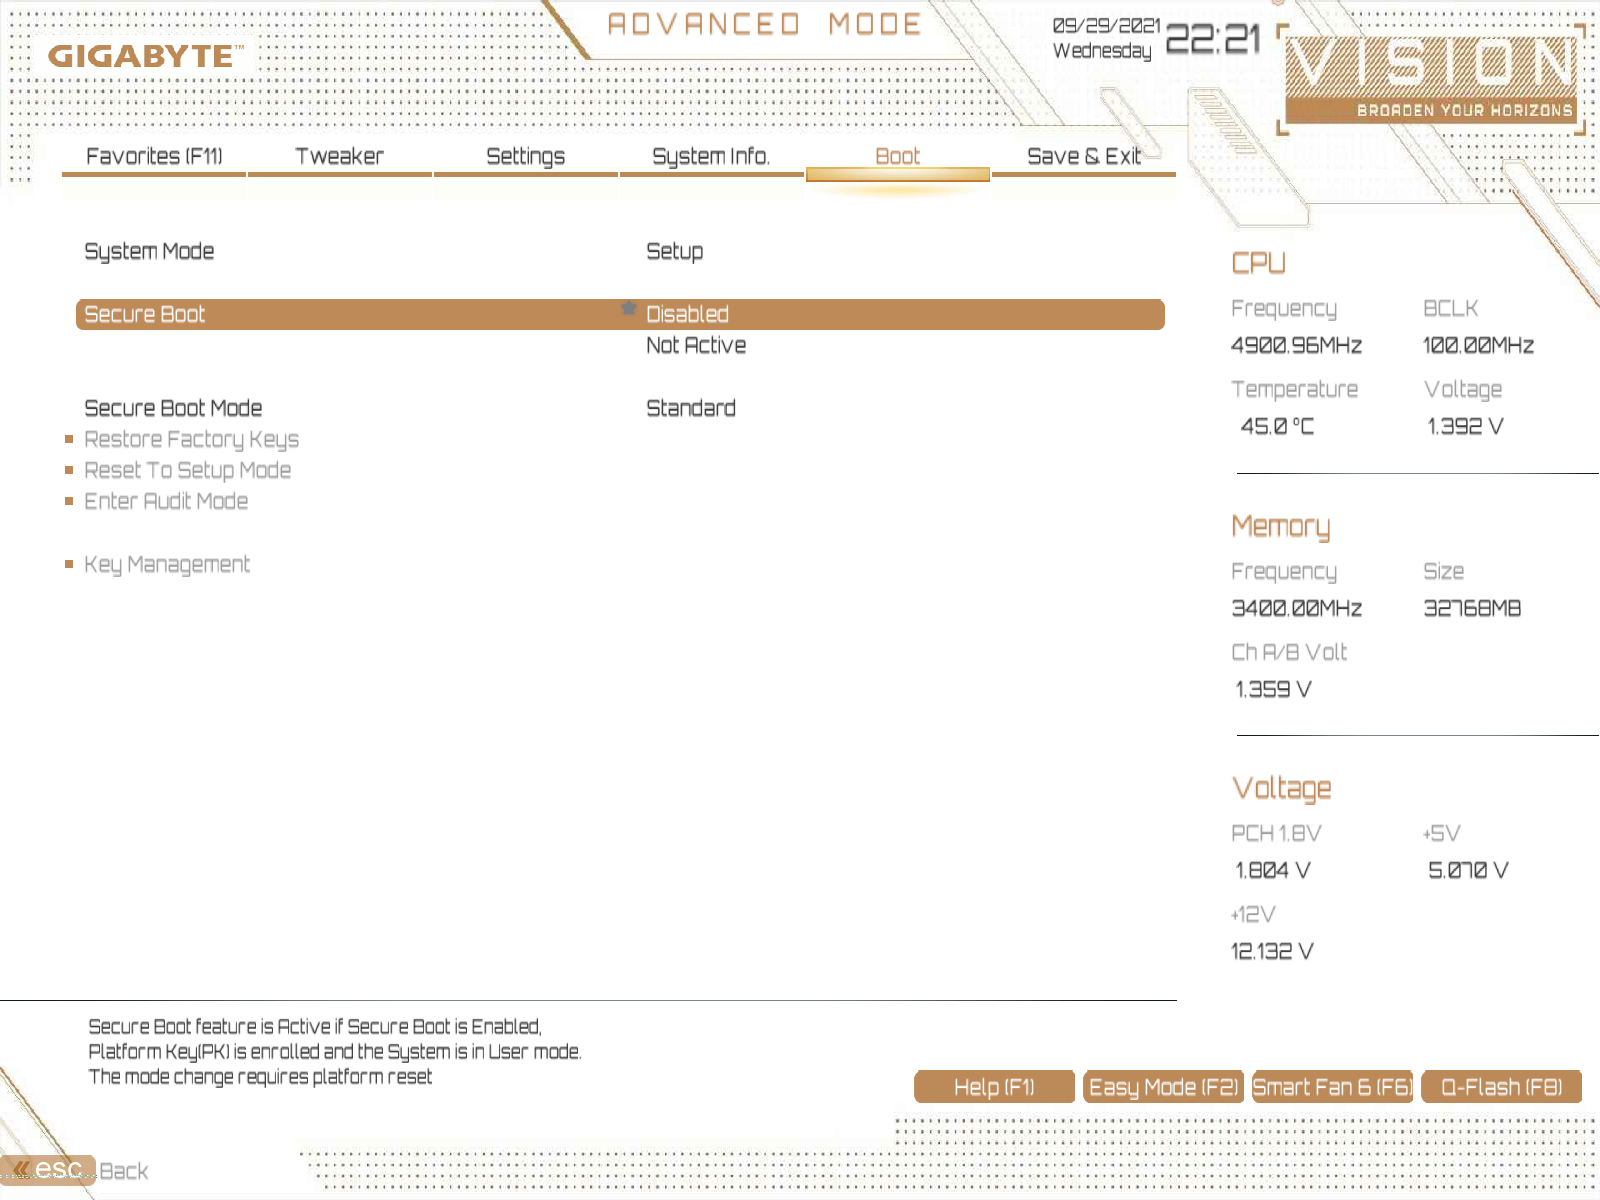 ADVANCED MODE
GIGABYTE™
09/29/2021
Wednesday
22:21
VISION
BROADEN YOUR HORIZONS
Favorites (F11) Tweaker Settings System Info. Boot Save & Exit
System Mode Setup
Secure Boot Disabled
Not Active
Secure Boot Mode Standard
Restore Factory Keys
Reset To Setup Mode
Enter Audit Mode
Key Management
CPU
Frequency BCLK
4900.96MHz 100.00MHz
Temperature Voltage
45.0 °C 1.392 V
Memory
Frequency Size
3400.00MHz 32768MB
Ch A/B Volt
1.359 V
Voltage
PCH 1.8V +5V
1.804 V 5.070 V
+12V
12.132 V
Secure Boot feature is Active if Secure Boot is Enabled,
Platform Key(PK) is enrolled and the System is in User mode.
The mode change requires platform reset
Help (F1) Easy Mode (F2) Smart Fan 6 (F6) Q-Flash (F8)
esc Back